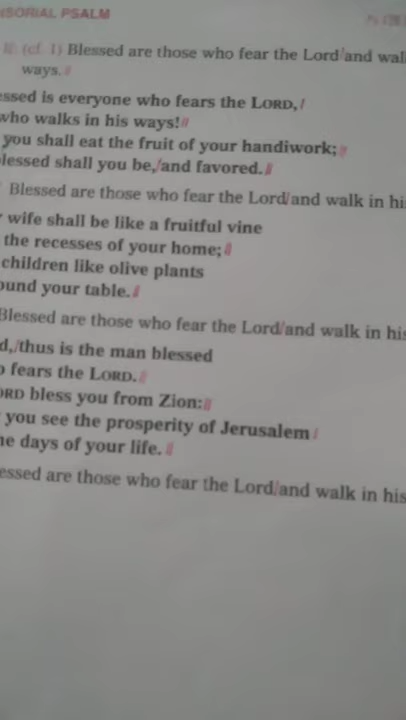 SORIAL PSALM
℟. (cf. 1) Blessed are those who fear the Lord/and wal
ways.//
essed is everyone who fears the LORD,/
who walks in his ways!//
you shall eat the fruit of your handiwork;//
lessed shall you be,/and favored.//
Blessed are those who fear the Lord/and walk in his
wife shall be like a fruitful vine
the recesses of your home;//
children like olive plants
ound your table.//
Blessed are those who fear the Lord/and walk in his
d,/thus is the man blessed
o fears the LORD.//
ORD bless you from Zion://
you see the prosperity of Jerusalem/
he days of your life.//
essed are those who fear the Lord/and walk in his